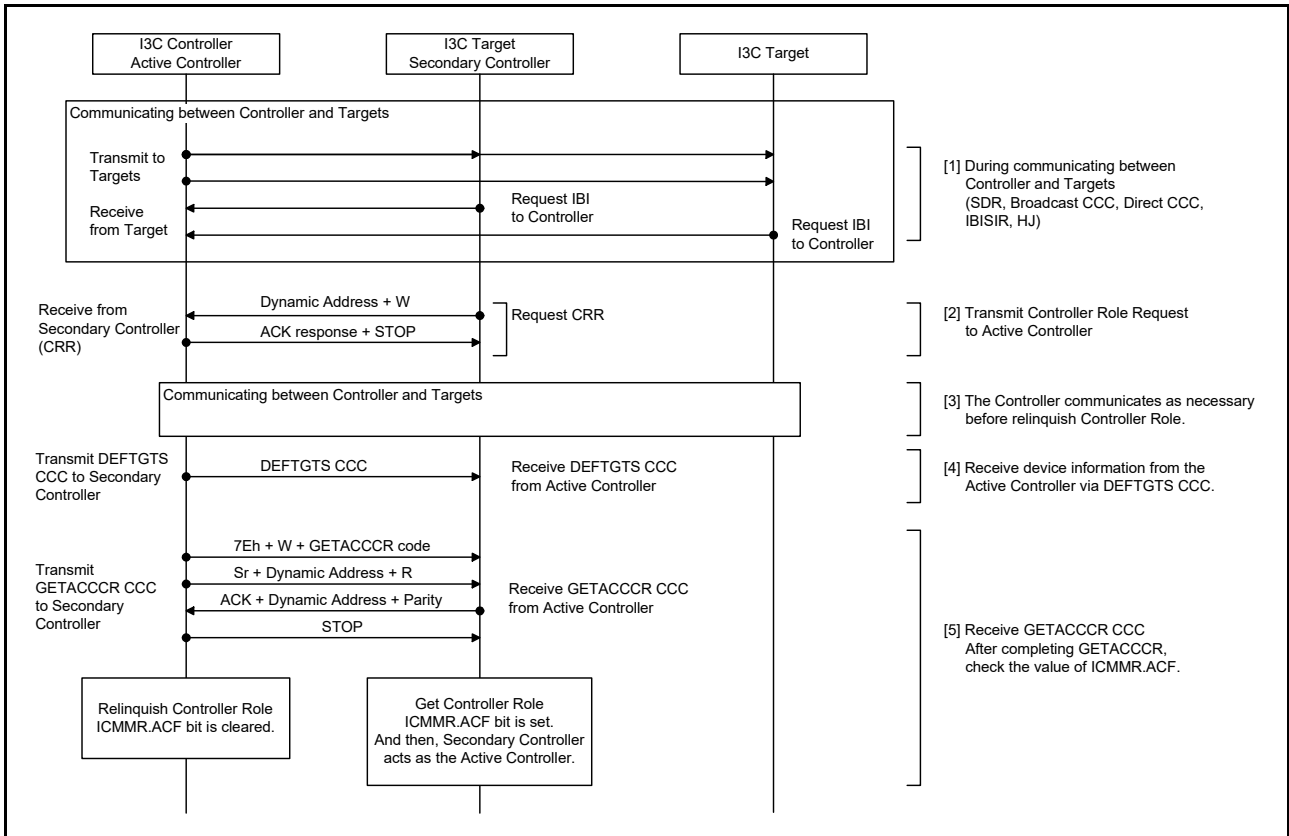 I3C Controller
Active Controller
I3C Target
Secondary Controller
I3C Target
Communicating between Controller and Targets
Transmit to
Targets
Receive
from Target
Request IBI
to Controller
Request IBI
to Controller
[1] During communicating between
Controller and Targets
(SDR, Broadcast CCC, Direct CCC,
IBISIR, HJ)
Receive from
Secondary Controller
(CRR)
Dynamic Address + W
ACK response + STOP
Request CRR
[2] Transmit Controller Role Request
to Active Controller
Communicating between Controller and Targets
[3] The Controller communicates as necessary
before relinquish Controller Role.
Transmit DEFTGTS
CCC to Secondary
Controller
DEFTGTS CCC
Receive DEFTGTS CCC
from Active Controller
[4] Receive device information from the
Active Controller via DEFTGTS CCC.
Transmit
GETACCCR CCC
to Secondary
Controller
7Eh + W + GETACCCR code
Sr + Dynamic Address + R
ACK + Dynamic Address + Parity
STOP
Receive GETACCCR CCC
from Active Controller
[5] Receive GETACCCR CCC
After completing GETACCCR,
check the value of ICMMR.ACF.
Relinquish Controller Role
ICMMR.ACF bit is cleared.
Get Controller Role
ICMMR.ACF bit is set.
And then, Secondary Controller
acts as the Active Controller.